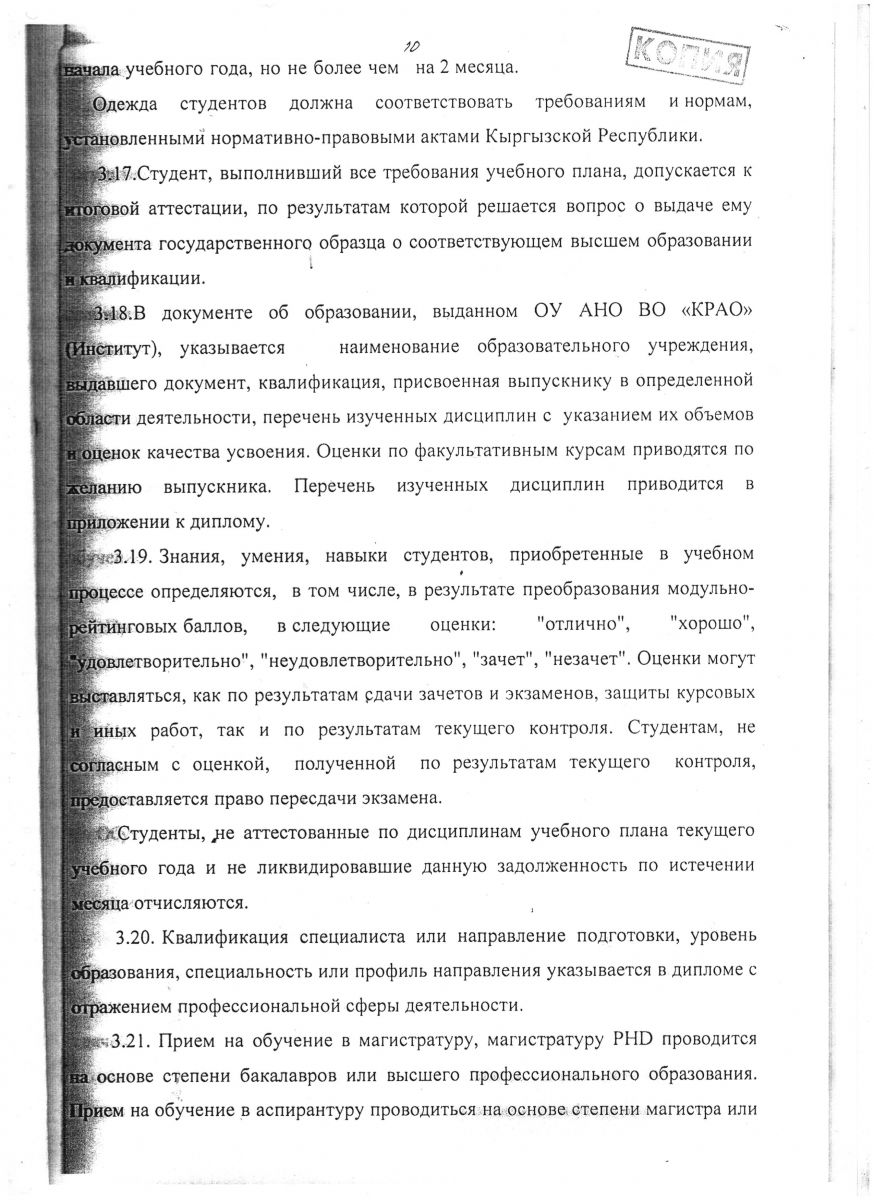 10
КОПИЯ
начала учебного года, но не более чем на 2 месяца.
Одежда студентов должна соответствовать требованиям и нормам,
установленными нормативно-правовыми актами Кыргызской Республики.
3.17.Студент, выполнивший все требования учебного плана, допускается к
итоговой аттестации, по результатам которой решается вопрос о выдаче ему
документа государственного образца о соответствующем высшем образовании
и квалификации.
3.18.В документе об образовании, выданном ОУ АНО ВО «КРАО»
(Институт), указывается наименование образовательного учреждения,
выдавшего документ, квалификация, присвоенная выпускнику в определенной
области деятельности, перечень изученных дисциплин с указанием их объемов
и оценок качества усвоения. Оценки по факультативным курсам приводятся по
желанию выпускника. Перечень изученных дисциплин приводится в
приложении к диплому.
3.19. Знания, умения, навыки студентов, приобретенные в учебном
процессе определяются, в том числе, в результате преобразования модульно-
рейтинговых баллов, в следующие оценки: "отлично", "хорошо",
"удовлетворительно", "неудовлетворительно", "зачет", "незачет". Оценки могут
выставляться, как по результатам сдачи зачетов и экзаменов, защиты курсовых
и иных работ, так и по результатам текущего контроля. Студентам, не
согласным с оценкой, полученной по результатам текущего контроля,
предоставляется право пересдачи экзамена.
Студенты, не аттестованные по дисциплинам учебного плана текущего
учебного года и не ликвидировавшие данную задолженность по истечении
месяца отчисляются.
3.20. Квалификация специалиста или направление подготовки, уровень
образования, специальность или профиль направления указывается в дипломе с
отражением профессиональной сферы деятельности.
3.21. Прием на обучение в магистратуру, магистратуру PHD проводится
на основе степени бакалавров или высшего профессионального образования.
Прием на обучение в аспирантуру проводиться на основе степени магистра или